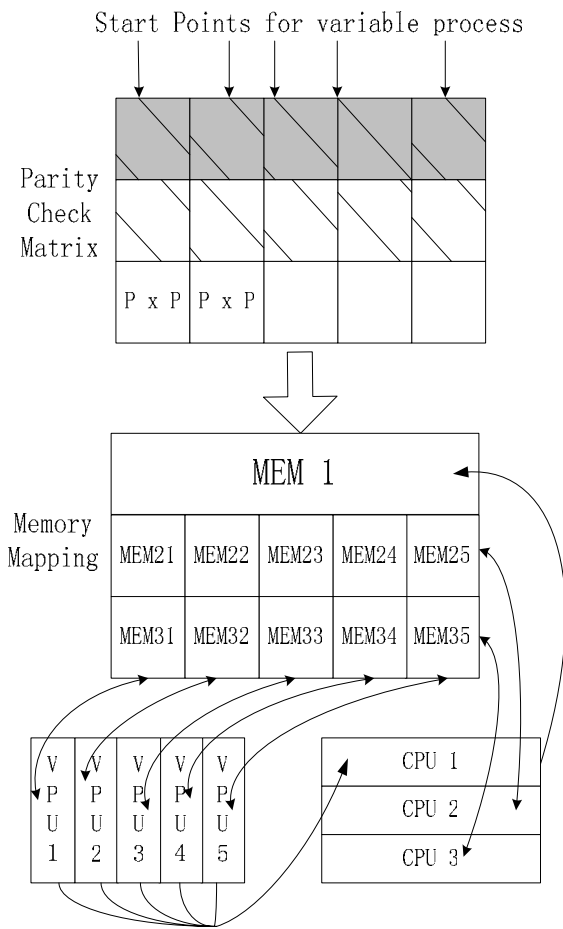 Start Points for variable process
Parity
Check
Matrix
P x P P x P
MEM 1
Memory
Mapping
MEM21 MEM22 MEM23 MEM24 MEM25
MEM31 MEM32 MEM33 MEM34 MEM35
V
P
U
1
V
P
U
2
V
P
U
3
V
P
U
4
V
P
U
5
CPU 1
CPU 2
CPU 3